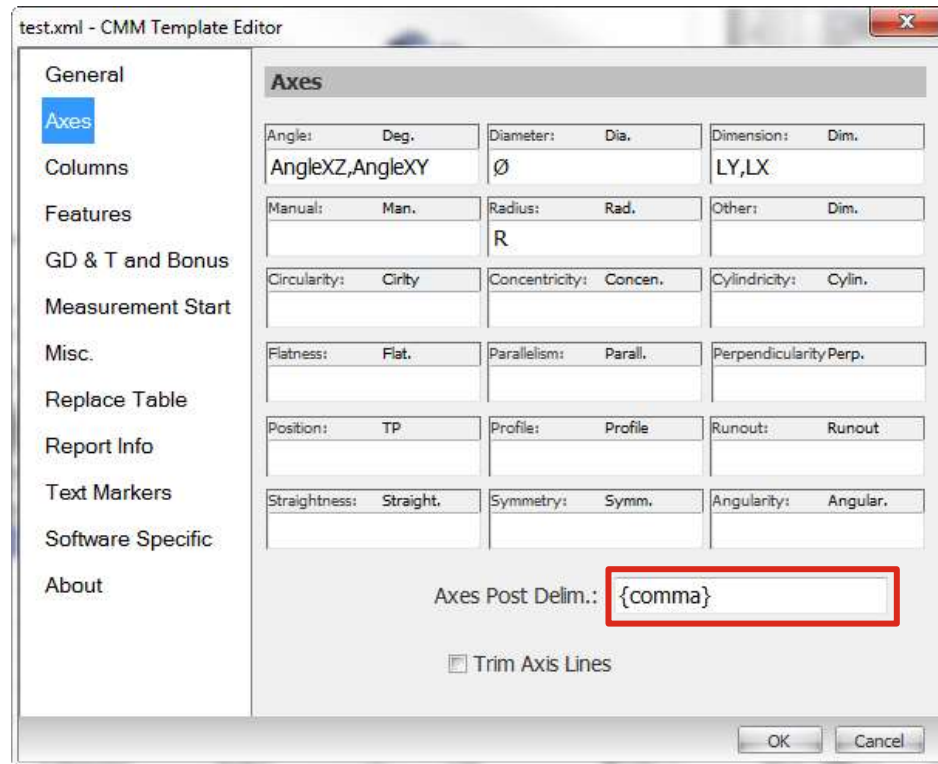 test.xml - CMM Template Editor
General
Axes
Columns
Features
GD & T and Bonus
Measurement Start
Misc.
Replace Table
Report Info
Text Markers
Software Specific
About
Axes
Angle: Deg. Diameter: Dia. Dimension: Dim.
AngleXZ,AngleXY Ø LY,LX
Manual: Man. Radius: Rad. Other: Dim.
R
Circularity: Cirlty Concentricity: Concen. Cylindricity: Cylin.
Flatness: Flat. Parallelism: Parall. Perpendicularity Perp.
Position: TP Profile: Profile Runout: Runout
Straightness: Straight. Symmetry: Symm. Angularity: Angular.
Axes Post Delim.: {comma}
Trim Axis Lines
OK Cancel